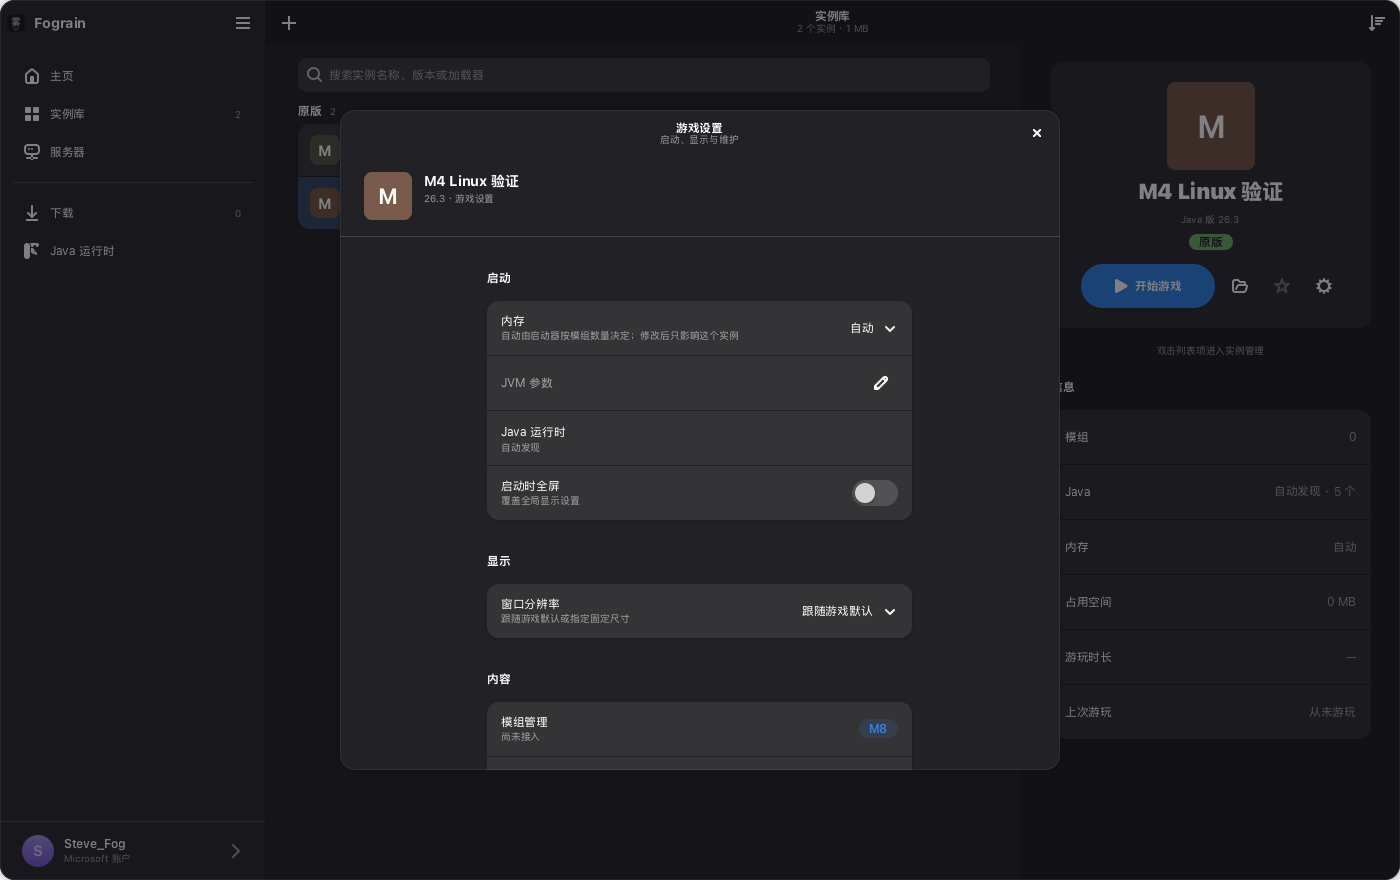 Fograin
主页
实例库 2
服务器
下载 0
Java 运行时
Steve_Fog
Microsoft 账户
S
实例库
2 个实例 · 1 MB
搜索实例名称、版本或加载器
原版 2
M
M
游戏设置
启动、显示与维护
M
M4 Linux 验证
26.3 · 游戏设置
启动
内存
自动由启动器按模组数量决定；修改后只影响这个实例
自动
JVM 参数
Java 运行时
自动发现
启动时全屏
覆盖全局显示设置
显示
窗口分辨率
跟随游戏默认或指定固定尺寸
跟随游戏默认
内容
模组管理
尚未接入
M8
M
M4 Linux 验证
Java 版 26.3
原版
开始游戏
双击列表项进入实例管理
息
模组 0
Java 自动发现 · 5 个
内存 自动
占用空间 0 MB
游玩时长 —
上次游玩 从未游玩